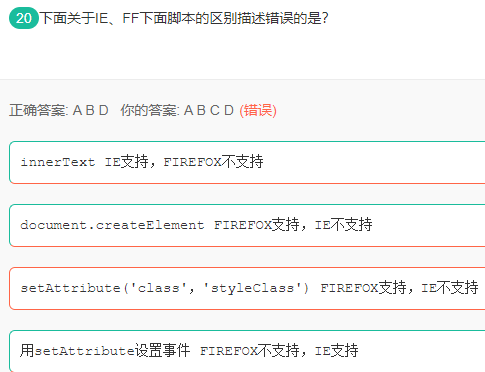 20 下面关于IE、FF下面脚本的区别描述错误的是?
正确答案: A B D 你的答案: A B C D (错误)
innerText IE支持，FIREFOX不支持
document.createElement FIREFOX支持，IE不支持
setAttribute('class'，'styleClass') FIREFOX支持，IE不支持
用setAttribute设置事件 FIREFOX不支持，IE支持